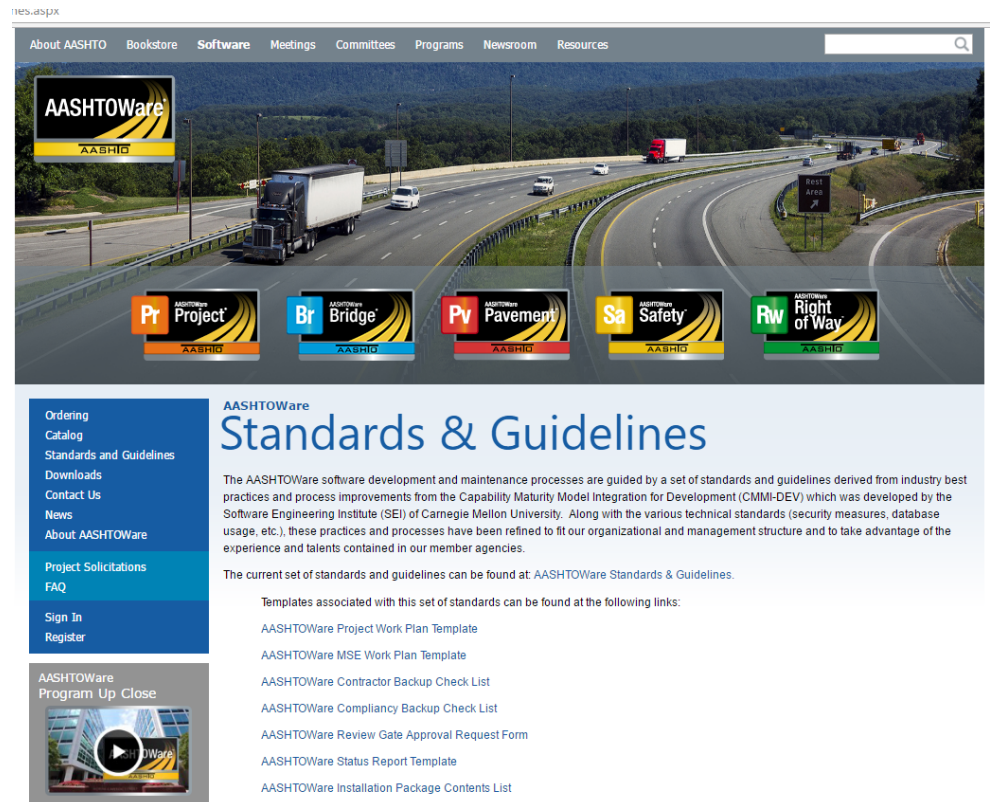 nes.aspx
About AASHTO Bookstore Software Meetings Committees Programs Newsroom Resources
AASHTOWare
AASHTO
Rest
Area
Pr AASHTOWare Project
AASHTO
Br AASHTOWare Bridge
AASHTO
Pv AASHTOWare Pavement
AASHTO
Sa AASHTOWare Safety
AASHTO
Rw AASHTOWare Right of Way
AASHTO
Ordering
Catalog
Standards and Guidelines
Downloads
Contact Us
News
About AASHTOWare
Project Solicitations
FAQ
Sign In
Register
AASHTOWare
Program Up Close
AASHTOWare
AASHTO
AASHTOWare
Standards & Guidelines
The AASHTOWare software development and maintenance processes are guided by a set of standards and guidelines derived from industry best
practices and process improvements from the Capability Maturity Model Integration for Development (CMMI-DEV) which was developed by the
Software Engineering Institute (SEI) of Carnegie Mellon University. Along with the various technical standards (security measures, database
usage, etc.), these practices and processes have been refined to fit our organizational and management structure and to take advantage of the
experience and talents contained in our member agencies.
The current set of standards and guidelines can be found at: AASHTOWare Standards & Guidelines.
Templates associated with this set of standards can be found at the following links:
AASHTOWare Project Work Plan Template
AASHTOWare MSE Work Plan Template
AASHTOWare Contractor Backup Check List
AASHTOWare Compliancy Backup Check List
AASHTOWare Review Gate Approval Request Form
AASHTOWare Status Report Template
AASHTOWare Installation Package Contents List